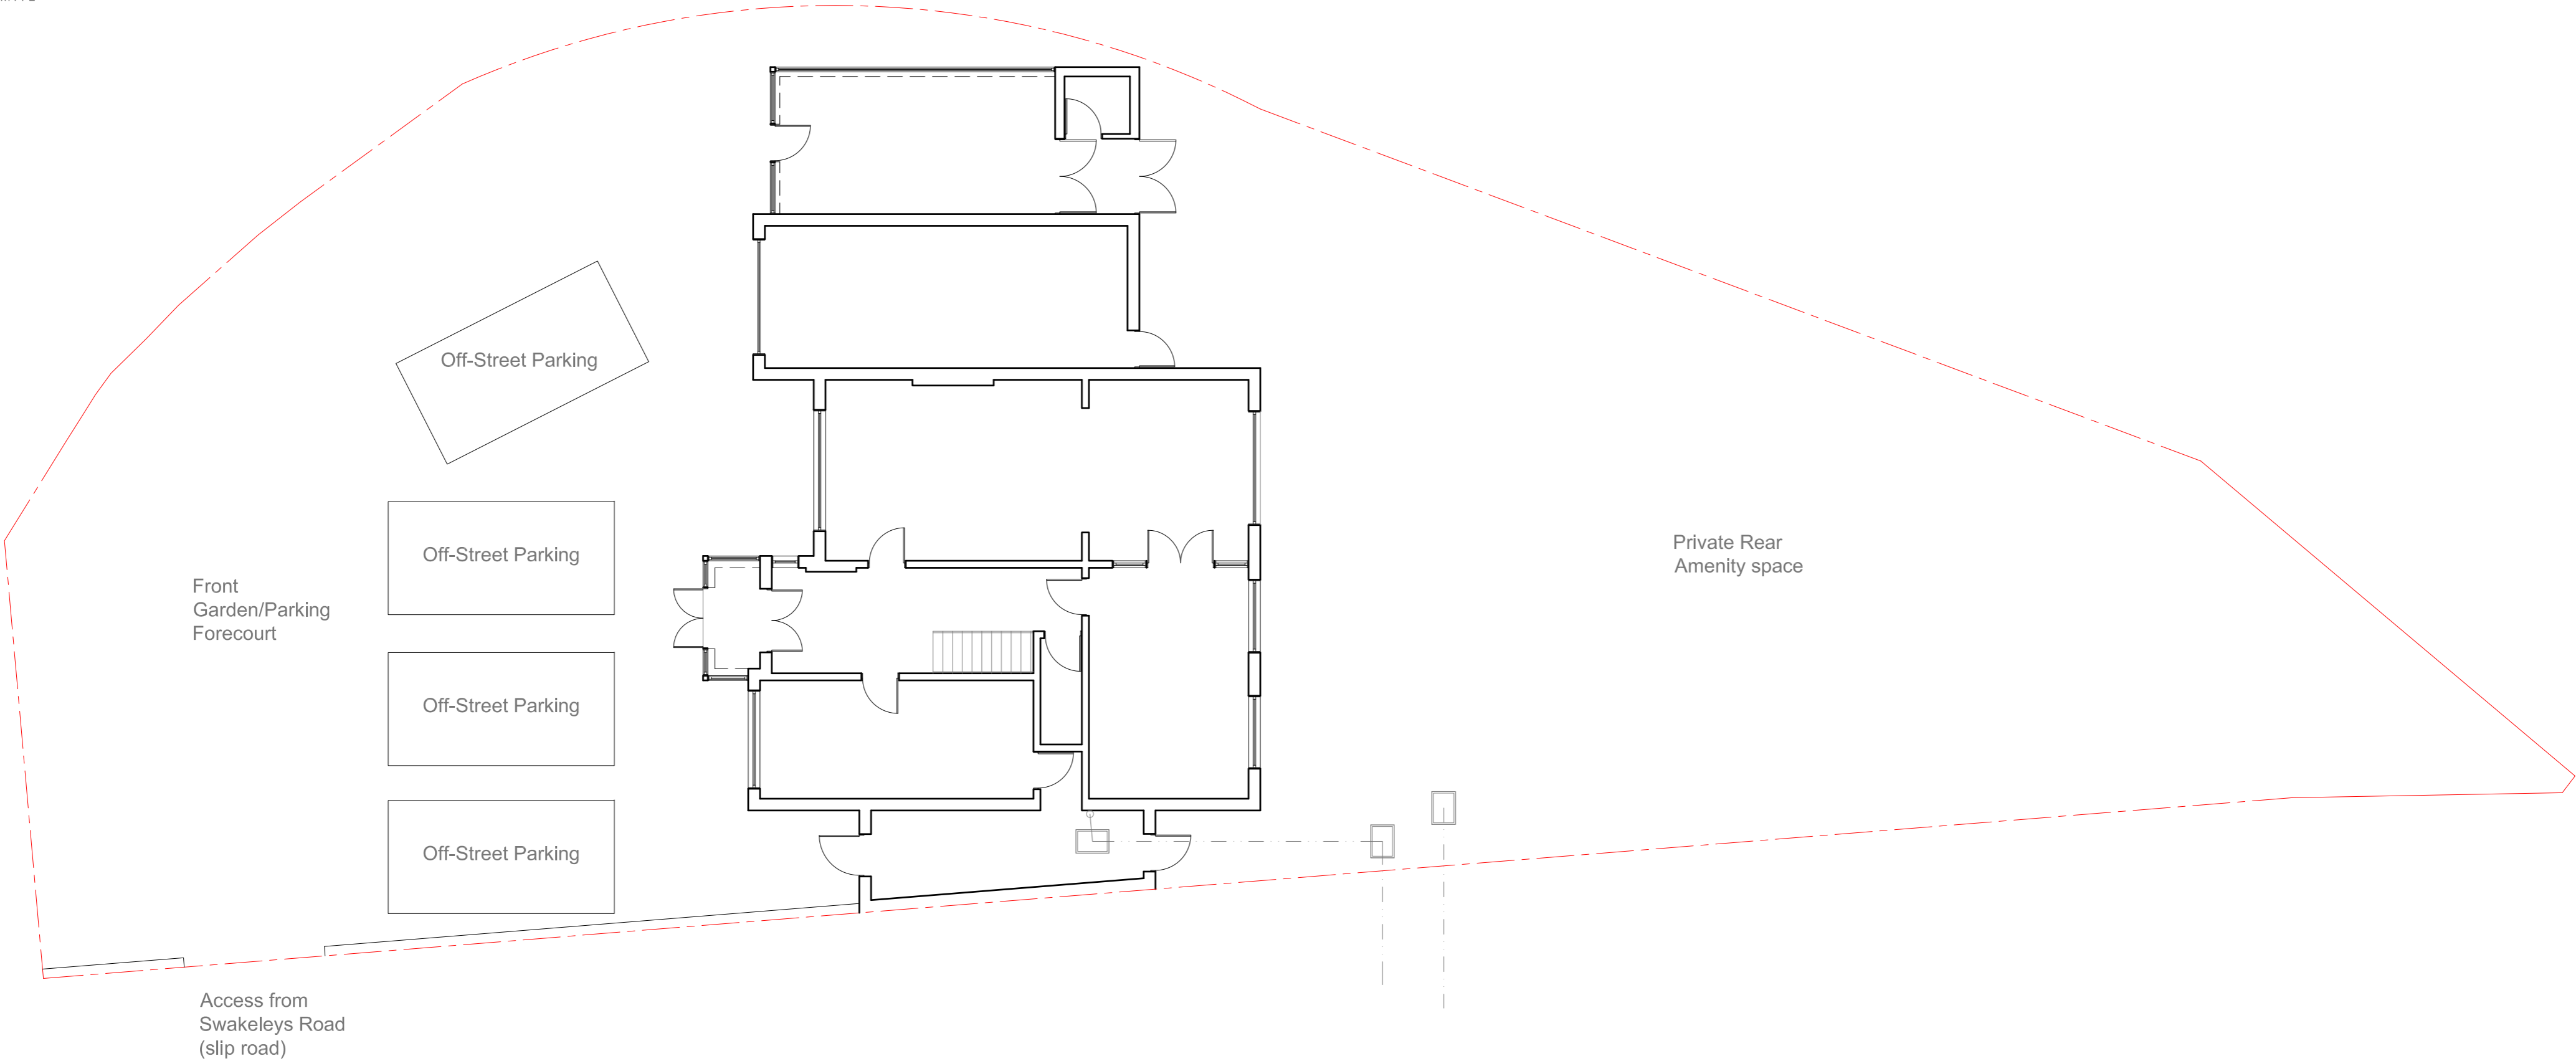 Off-Street Parking
Off-Street Parking
Front
Garden/Parking
Forecourt
Private Rear
Amenity space
Off-Street Parking
Off-Street Parking
Access from
Swakeleys Road
(slip road)